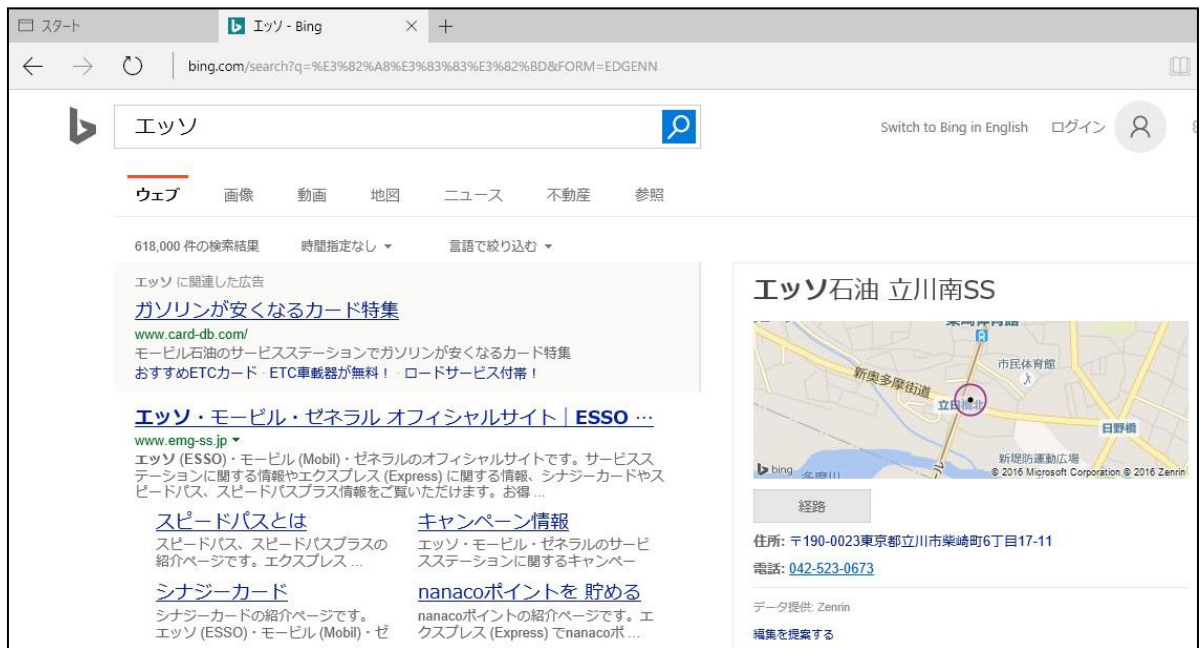 スタート
エッソ - Bing
bing.com/search?q=%E3%82%A8%E3%83%83%E3%82%BD&FORM=EDGENN
エッソ
Switch to Bing in English ログイン
ウェブ 画像 動画 地図 ニュース 不動産 参照
618,000 件の検索結果 時間指定なし 言語で絞り込む
エッソ に関連した広告
ガソリンが安くなるカード特集
www.card-db.com/
モービル石油のサービスステーションでガソリンが安くなるカード特集
おすすめETCカード · ETC車載器が無料！ · ロードサービス付帯！
エッソ・モービル・ゼネラル オフィシャルサイト | ESSO …
www.emg-ss.jp
エッソ (ESSO)・モービル (Mobil)・ゼネラルのオフィシャルサイトです。サービスス
テーションに関する情報やエクスプレス (Express) に関する情報、シナジーカードやス
ピードパス、スピードパスプラス情報をご覧いただけます。お得 ...
スピードパスとは
スピードパス、スピードパスプラスの
紹介ページです。エクスプレス ...
キャンペーン情報
エッソ・モービル・ゼネラルのサービ
スステーションに関するキャンペー
シナジーカード
シナジーカードの紹介ページです。
エッソ (ESSO)・モービル (Mobil)・ゼ
nanacoポイントを 貯める
nanacoポイントの紹介ページです。エ
クスプレス (Express) でnanacoポ ...
エッソ石油 立川南SS
市民体育館
新奥多摩街道
立日橋北
日野橋
新堤防運動広場
bing
多摩川
© 2016 Microsoft Corporation © 2016 Zenrin
経路
住所: 〒190-0023東京都立川市柴崎町6丁目17-11
電話: 042-523-0673
データ提供: Zenrin
編集を提案する